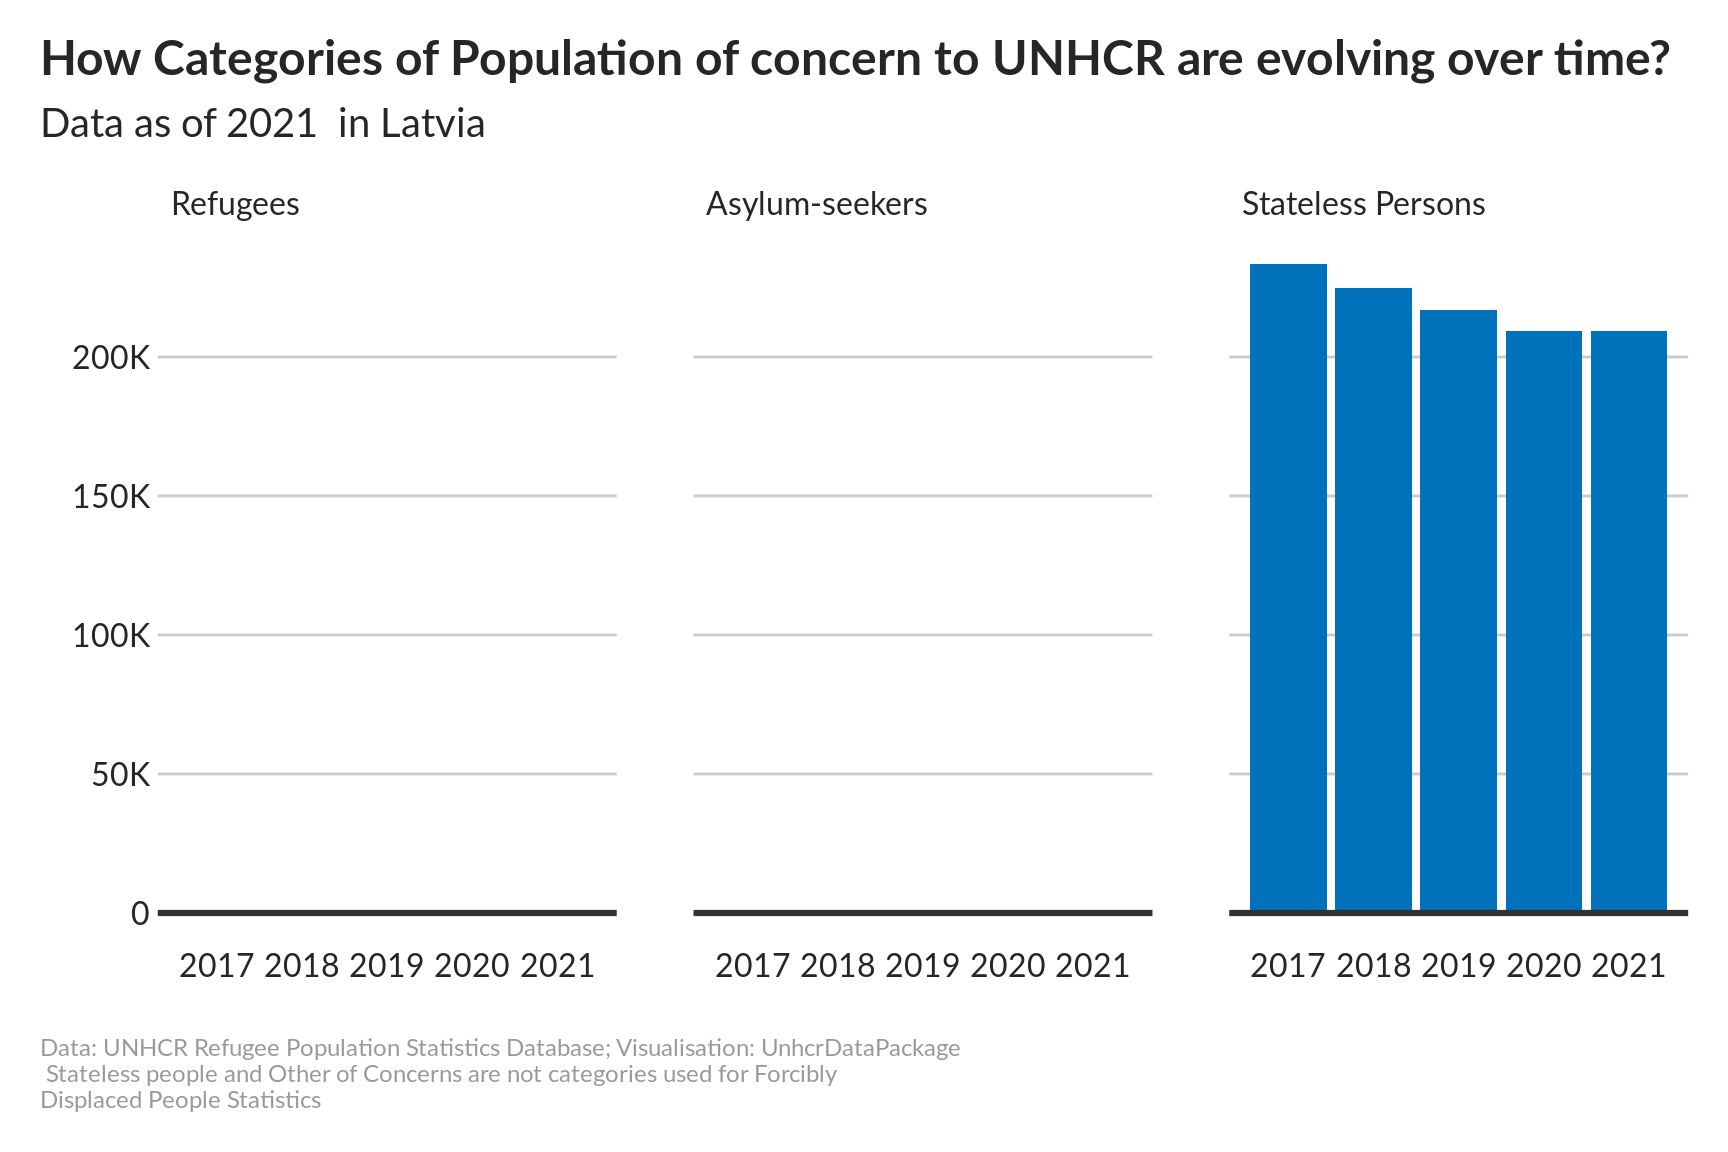 How Categories of Population of concern to UNHCR are evolving over time?
Data as of 2021  in Latvia
Refugees
Asylum-seekers
Stateless Persons
200K
150K
100K
50K
0
2017 2018 2019 2020 2021
2017 2018 2019 2020 2021
2017 2018 2019 2020 2021
Data: UNHCR Refugee Population Statistics Database; Visualisation: UnhcrDataPackage
Stateless people and Other of Concerns are not categories used for Forcibly
Displaced People Statistics